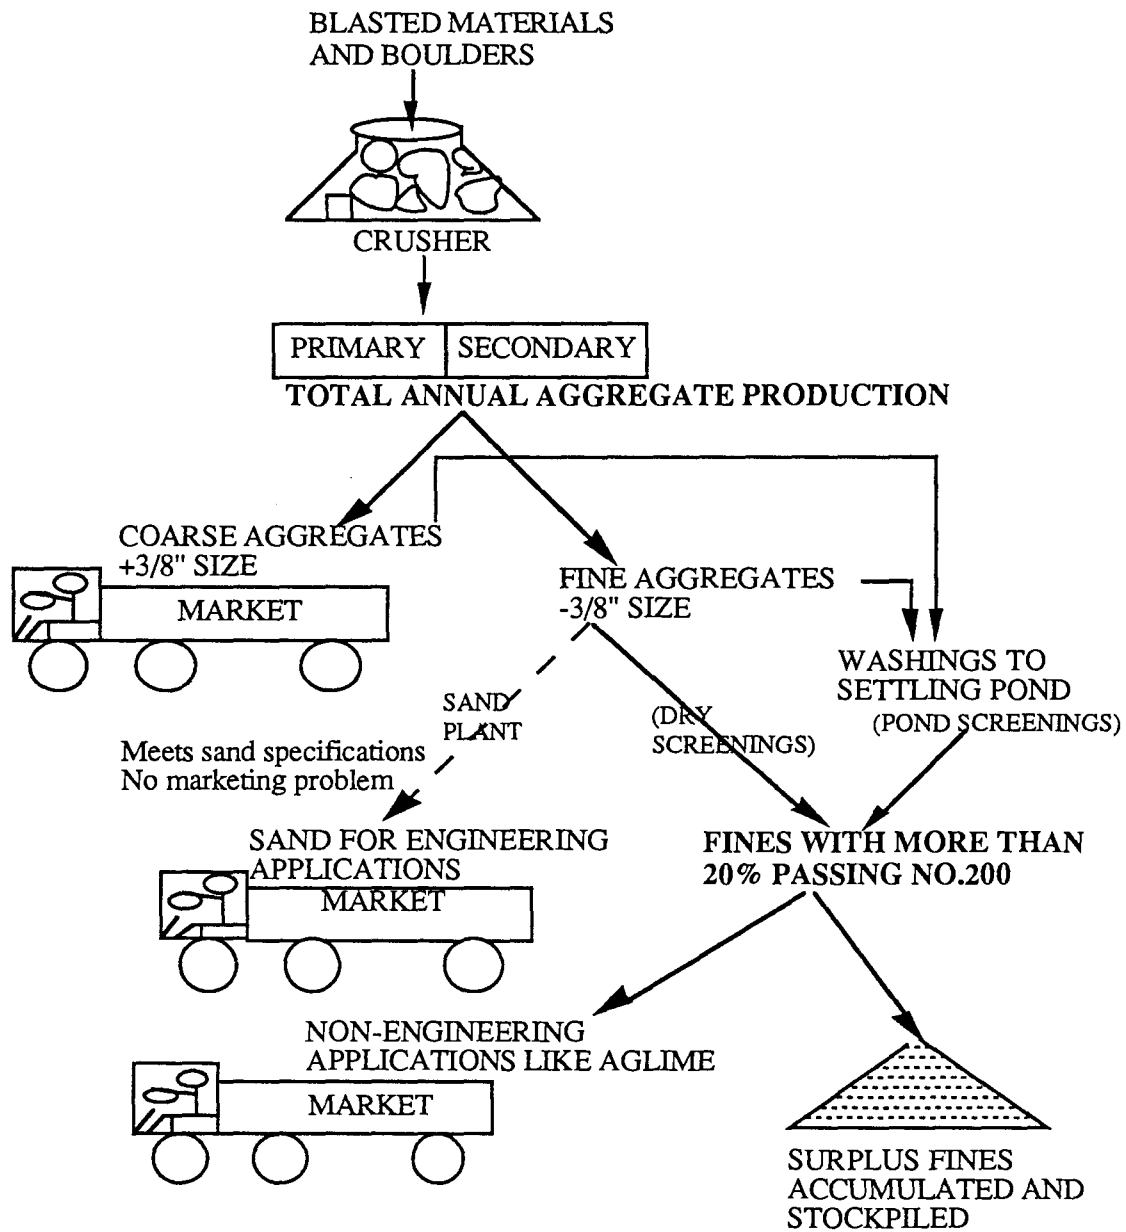 BLASTED MATERIALS
AND BOULDERS
CRUSHER
PRIMARY
SECONDARY
TOTAL ANNUAL AGGREGATE PRODUCTION
COARSE AGGREGATES
+3/8" SIZE
MARKET
FINE AGGREGATES
-3/8" SIZE
WASHINGS TO
SETTLING POND
(POND SCREENINGS)
SAND
PLANT
(DRY
SCREENINGS)
Meets sand specifications
No marketing problem
SAND FOR ENGINEERING
APPLICATIONS
MARKET
FINES WITH MORE THAN
20% PASSING NO.200
NON-ENGINEERING
APPLICATIONS LIKE AGLIME
MARKET
SURPLUS FINES
ACCUMULATED AND
STOCKPILED